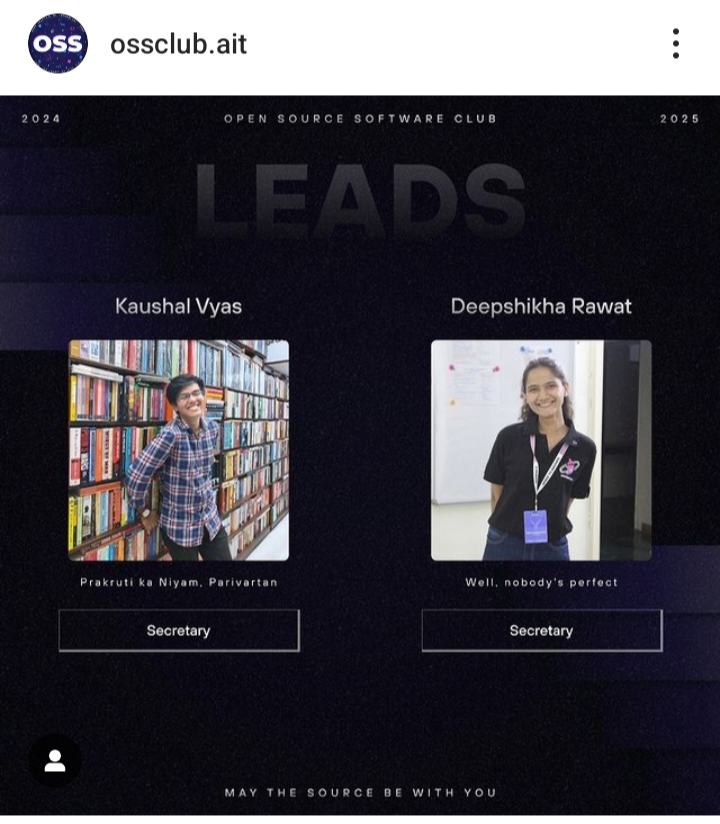 OSS
ossclub.ait
2024
OPEN SOURCE SOFTWARE CLUB
2025
LEADS
Kaushal Vyas
Deepshikha Rawat
Prakruti ka Niyam, Parivartan
Well, nobody's perfect
Secretary
Secretary
MAY THE SOURCE BE WITH YOU